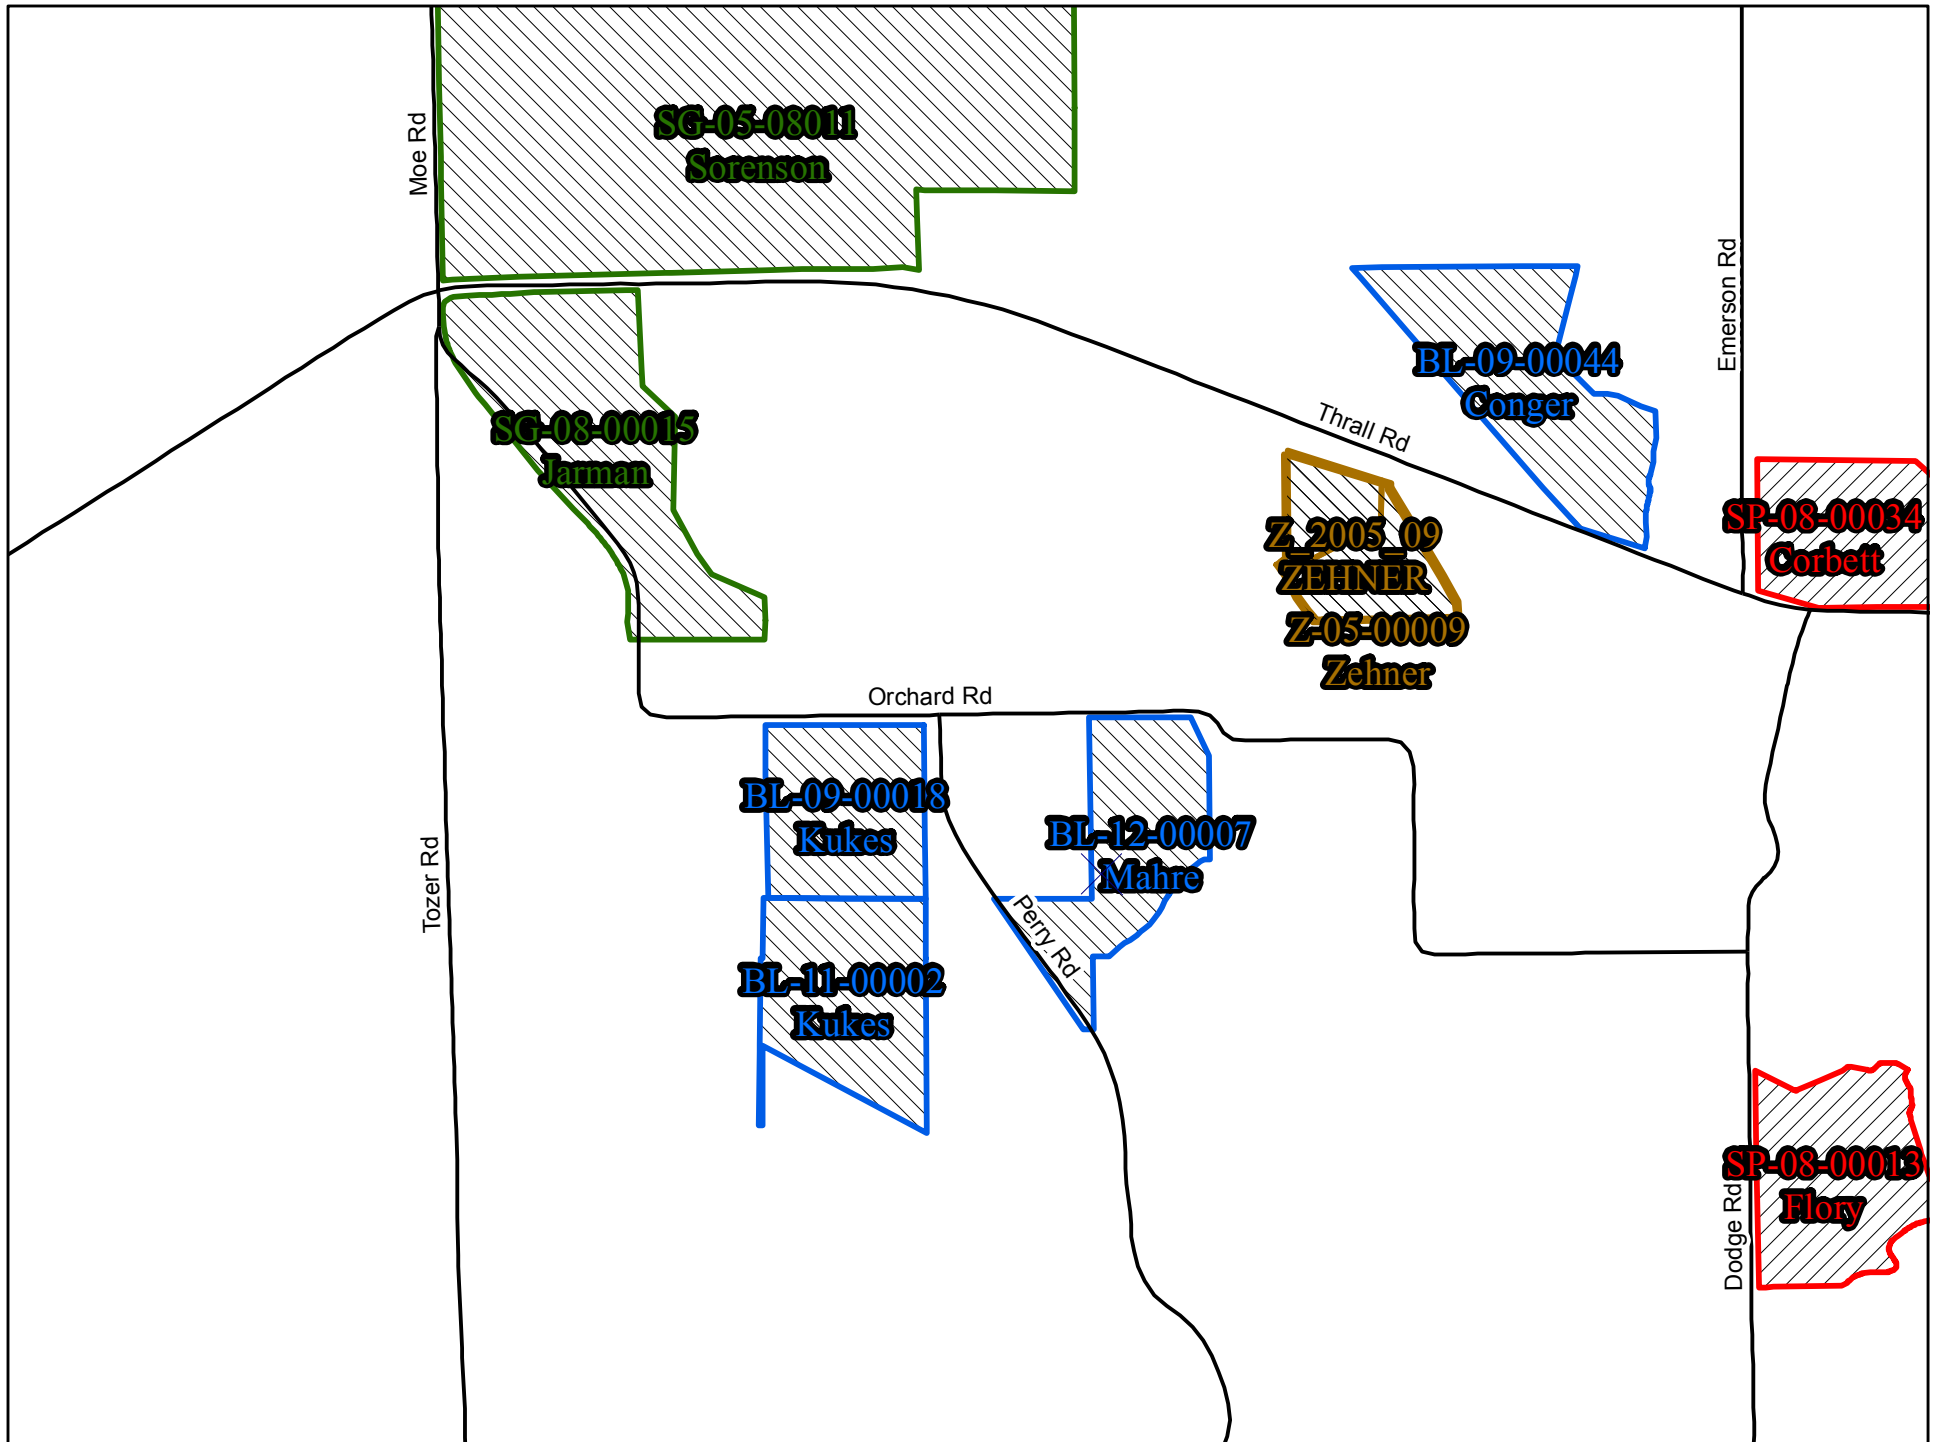 SG-05-08011
Sorenson
Moe Rd
Emerson Rd
BL-09-00044
Conger
Thrall Rd
SG-08-00015
Jarman
SP-08-00034
Corbett
Z_2005_09
ZEHNER
Z-05-00009
Zehner
Orchard Rd
BL-09-00018
Kukes
BL-12-00007
Mahre
Tozer Rd
Perry Rd
BL-11-00002
Kukes
SP-08-00013
Flory
Dodge Rd